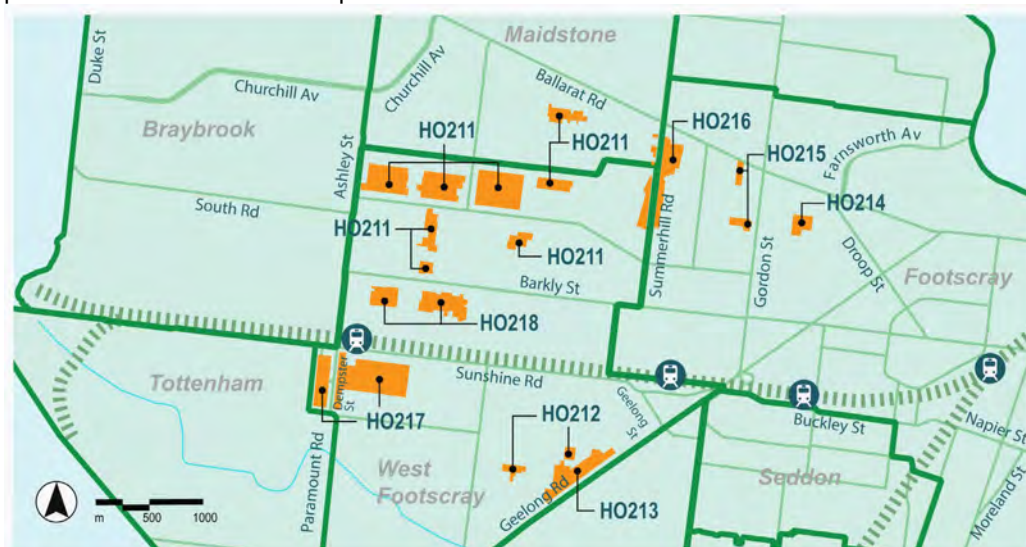 Maidstone
Duke St
Churchill Av
Churchill Av
Ballarat Rd
Braybrook
HO211
HO211
HO216
HO215
Farnsworth Av
Ashley St
HO214
South Rd
HO211
HO211
Summerhill Rd
Gordon St
Droop St
Footscray
Barkly St
HO218
Tottenham
Dempster St
Sunshine Rd
HO217
HO212
Geelong St
Buckley St
Napier St
Paramount Rd
West
Footscray
Geelong Rd
HO213
Seddon
Moreland St
m 500 1000